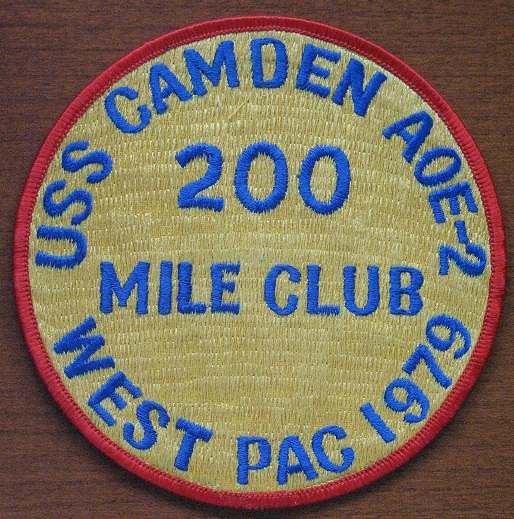 USS CAMDEN AOE-2
200
MILE CLUB
WEST PAC 1979